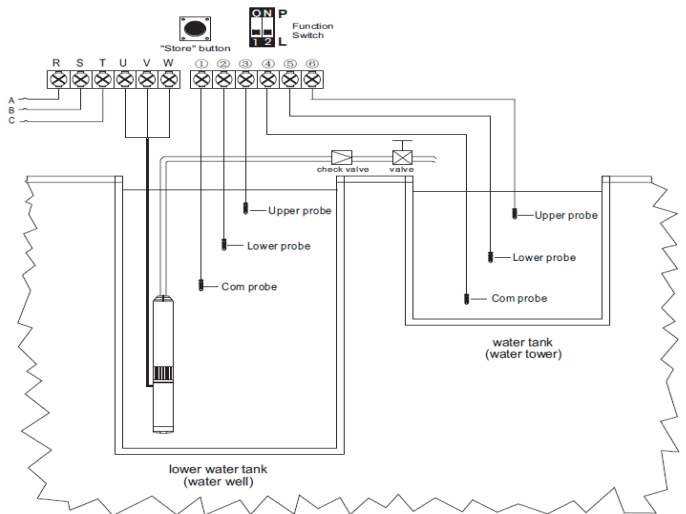 ON P
Function
Switch
1 2 L
"Store" button
R S T U V W ① ② ③ ④ ⑤ ⑥
A
B
C
check valve
valve
Upper probe
Lower probe
Com probe
Upper probe
Lower probe
Com probe
water tank
(water tower)
lower water tank
(water well)